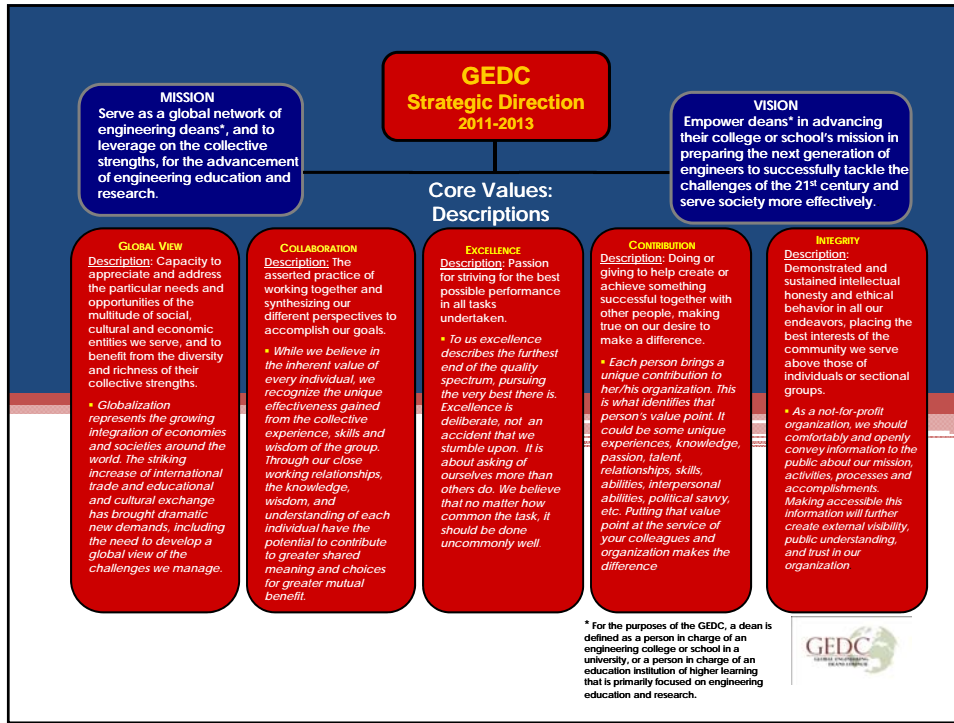 GEDC
Strategic Direction
2011-2013
MISSION
Serve as a global network of
engineering deans*, and to
leverage on the collective
strengths, for the advancement
of engineering education and
research.
VISION
Empower deans* in advancing
their college or school's mission in
preparing the next generation of
engineers to successfully tackle the
challenges of the 21st century and
serve society more effectively.
Core Values:
Descriptions
GLOBAL VIEW
Description: Capacity to
appreciate and address
the particular needs and
opportunities of the
multitude of social,
cultural and economic
entities we serve, and to
benefit from the diversity
and richness of their
collective strengths.
▪ Globalization
represents the growing
integration of economies
and societies around the
world. The striking
increase of international
trade and educational
and cultural exchange
has brought dramatic
new demands, including
the need to develop a
global view of the
challenges we manage.
COLLABORATION
Description: The
asserted practice of
working together and
synthesizing our
different perspectives to
accomplish our goals.
▪ While we believe in
the inherent value of
every individual, we
recognize the unique
effectiveness gained
from the collective
experience, skills and
wisdom of the group.
Through our close
working relationships,
the knowledge,
wisdom, and
understanding of each
individual have the
potential to contribute
to greater shared
meaning and choices
for greater mutual
benefit.
EXCELLENCE
Description: Passion
for striving for the best
possible performance
in all tasks
undertaken.
▪ To us excellence
describes the furthest
end of the quality
spectrum, pursuing
the very best there is.
Excellence is
deliberate, not an
accident that we
stumble upon. It is
about asking of
ourselves more than
others do. We believe
that no matter how
common the task, it
should be done
uncommonly well.
CONTRIBUTION
Description: Doing or
giving to help create or
achieve something
successful together with
other people, making
true on our desire to
make a difference.
▪ Each person brings a
unique contribution to
her/his organization. This
is what identifies that
person's value point. It
could be some unique
experiences, knowledge,
passion, talent,
relationships, skills,
abilities, interpersonal
abilities, political savvy,
etc. Putting that value
point at the service of
your colleagues and
organization makes the
difference
INTEGRITY
Description:
Demonstrated and
sustained intellectual
honesty and ethical
behavior in all our
endeavors, placing the
best interests of the
community we serve
above those of
individuals or sectional
groups.
▪ As a not-for-profit
organization, we should
comfortably and openly
convey information to the
public about our mission,
activities, processes and
accomplishments.
Making accessible this
information will further
create external visibility,
public understanding,
and trust in our
organization
* For the purposes of the GEDC, a dean is
defined as a person in charge of an
engineering college or school in a
university, or a person in charge of an
education institution of higher learning
that is primarily focused on engineering
education and research.
GEDC
GLOBAL ENGINEERING
DEANS COUNCIL